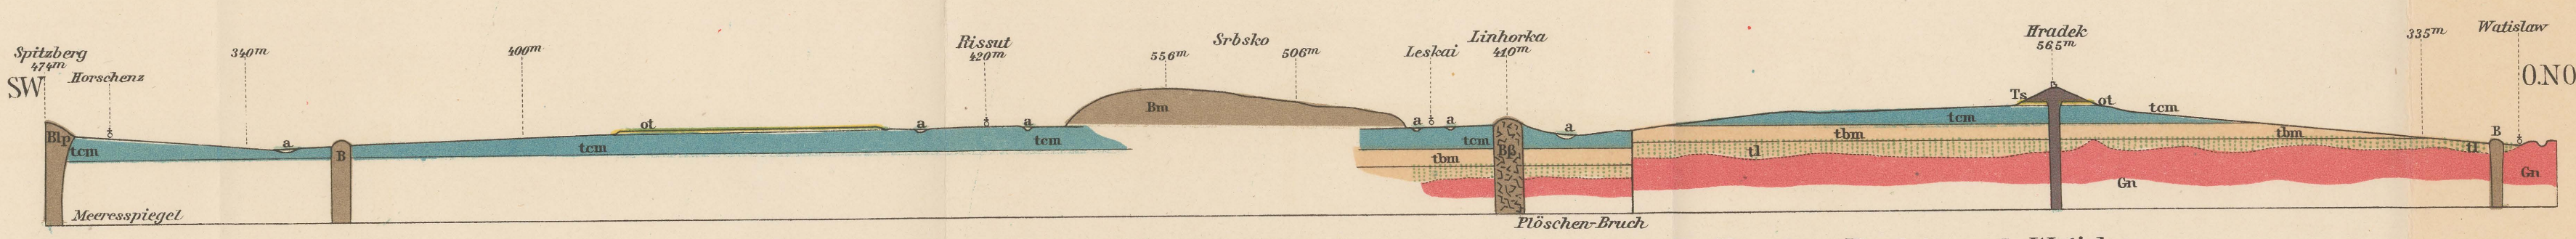 Spitzberg
474m
SW
Horschenz
340m
400m
Rissut
420m
556m
Srbsko
506m
Leskai
Linhorka
410m
Hradek
565m
335m
Watislaw
O.NO
Blp
tcm
a
B
tcm
ot
a
a
tcm
Bm
a
a
tcm
tbm
Bβ
a
tl
Ts
ot
tcm
tcm
tbm
tbm
tl
B
Gn
Gn
Meeresspiegel
Plöschen-Bruch